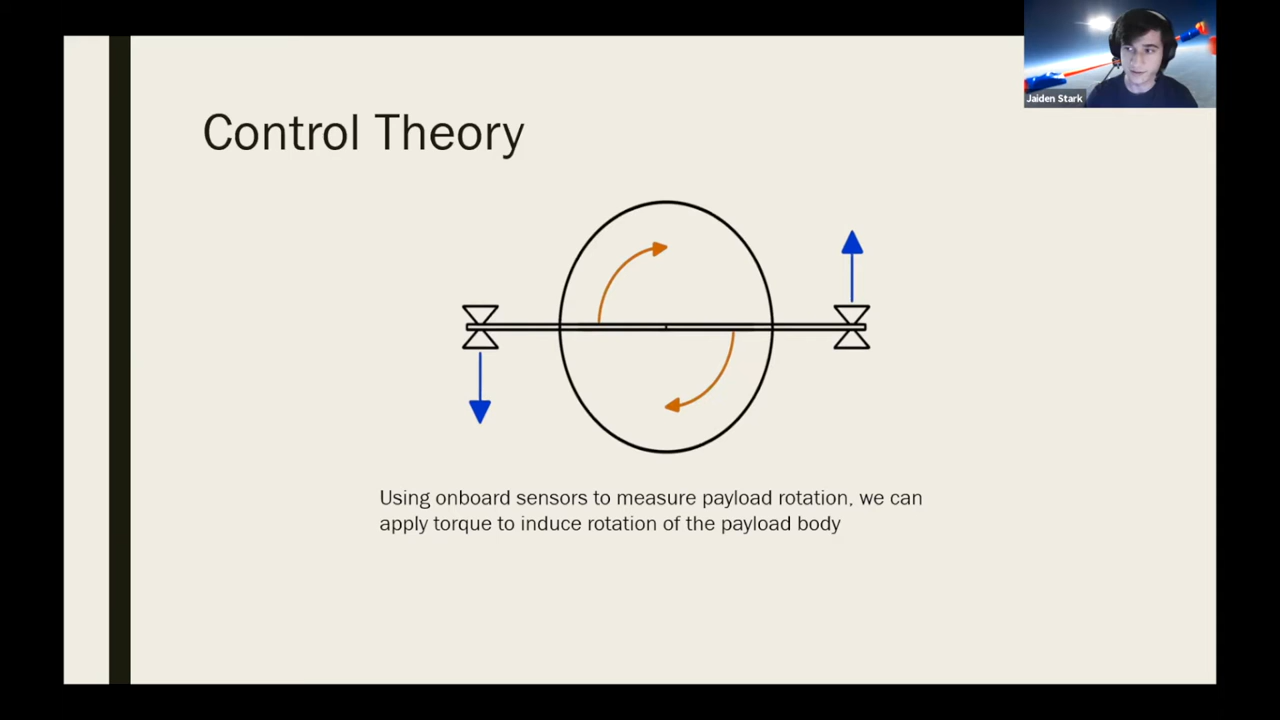 Jaiden Stark
Control Theory
Using onboard sensors to measure payload rotation, we can
apply torque to induce rotation of the payload body